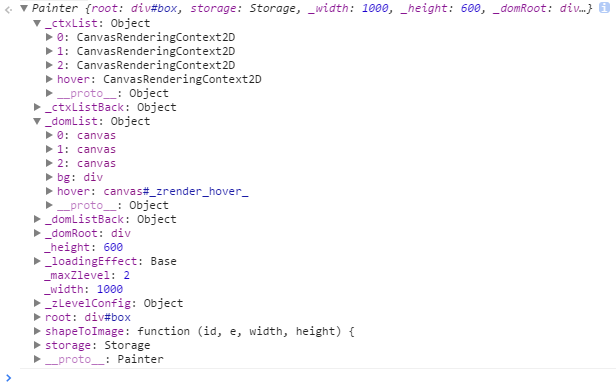 Painter {root: div#box, storage: Storage, _width: 1000, _height: 600, _domRoot: div…}
_ctxList: Object
0: CanvasRenderingContext2D
1: CanvasRenderingContext2D
2: CanvasRenderingContext2D
hover: CanvasRenderingContext2D
__proto__: Object
_ctxListBack: Object
_domList: Object
0: canvas
1: canvas
2: canvas
bg: div
hover: canvas#_zrender_hover_
__proto__: Object
_domListBack: Object
_domRoot: div
_height: 600
_loadingEffect: Base
_maxZlevel: 2
_width: 1000
_zLevelConfig: Object
root: div#box
shapeToImage: function (id, e, width, height) {
storage: Storage
__proto__: Painter